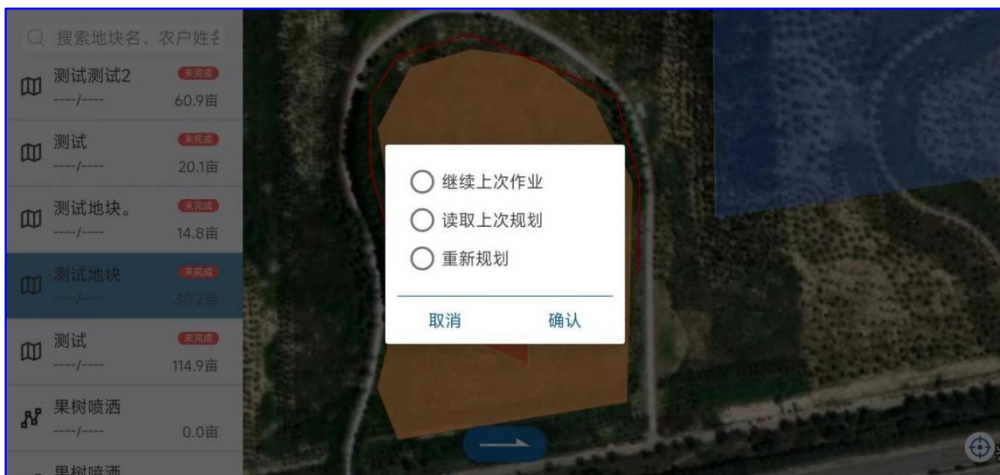 搜索地块名、农户姓名
测试测试2 未完成
----/---- 60.9亩
测试 未完成
----/---- 20.1亩
测试地块。 未完成
----/---- 14.8亩
测试地块 未完成
----/---- 30.2亩
测试 未完成
----/---- 114.9亩
果树喷洒
----/---- 0.0亩
果树喷洒
继续上次作业
读取上次规划
重新规划
取消 确认